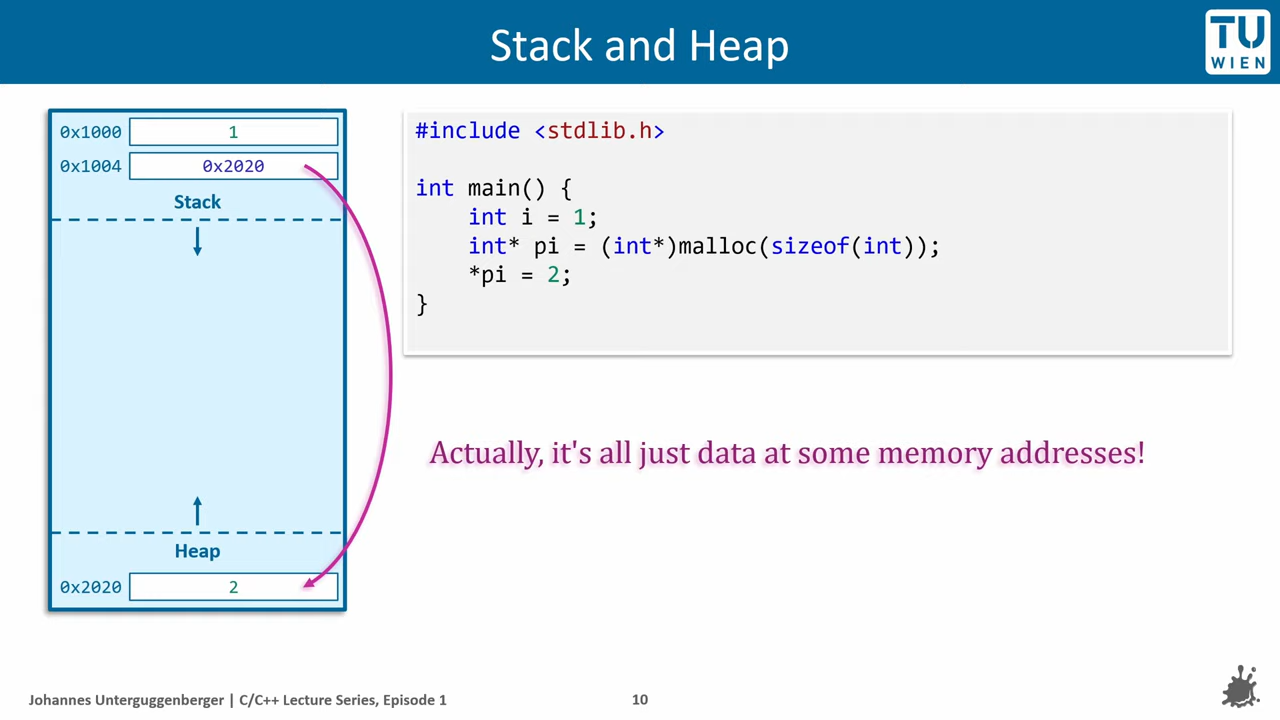 Stack and Heap
TU
WIEN
0x1000 1
0x1004 0x2020
Stack
Heap
0x2020 2
#include <stdlib.h>
int main() {
    int i = 1;
    int* pi = (int*)malloc(sizeof(int));
    *pi = 2;
}
Actually, it's all just data at some memory addresses!
Johannes Unterguggenberger | C/C++ Lecture Series, Episode 1
10